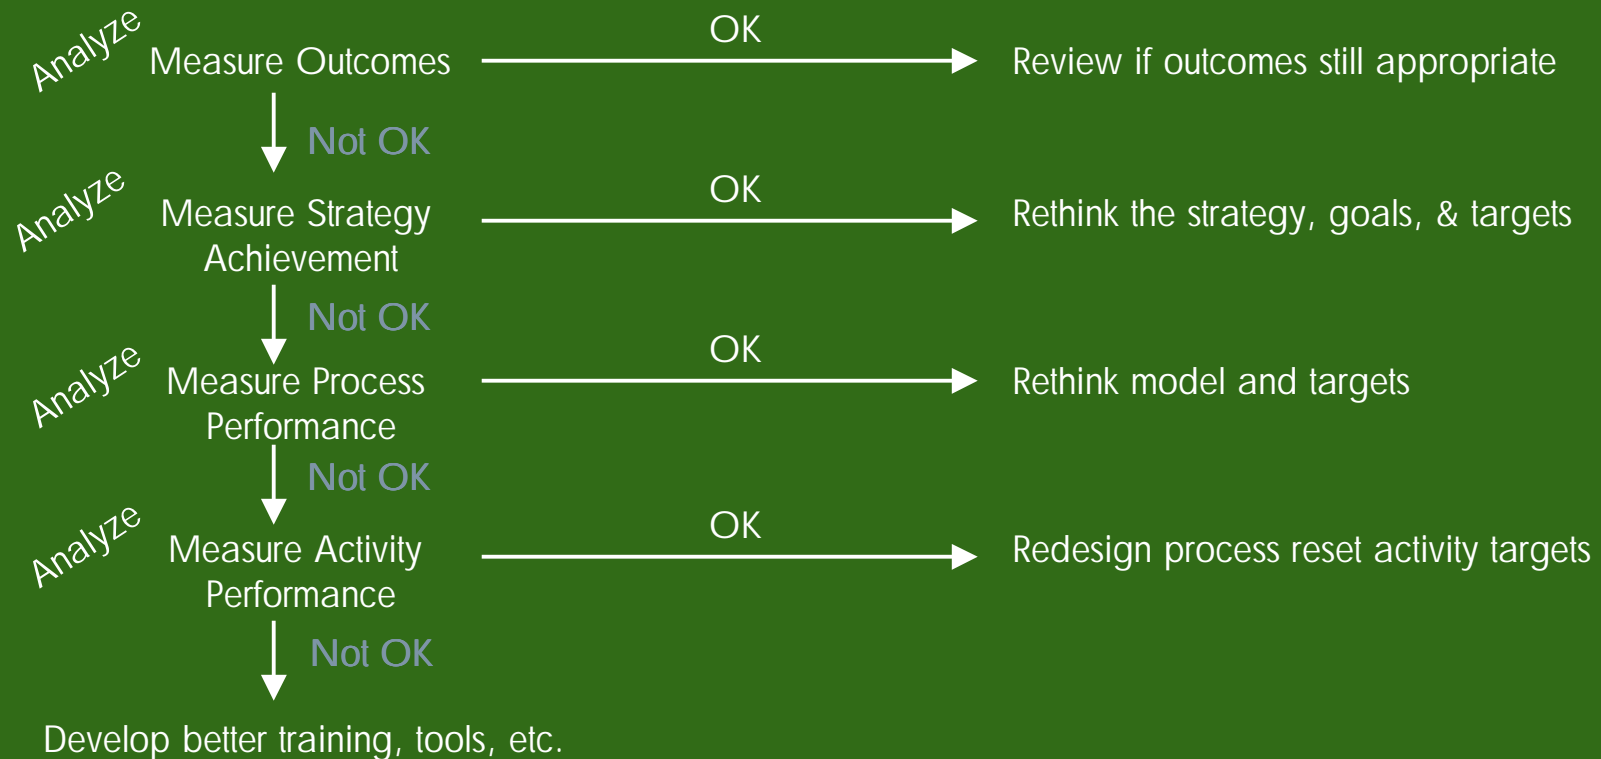 Analyze
Measure Outcomes
OK
Review if outcomes still appropriate
Not OK
Analyze
Measure Strategy
Achievement
OK
Rethink the strategy, goals, & targets
Not OK
Analyze
Measure Process
Performance
OK
Rethink model and targets
Not OK
Analyze
Measure Activity
Performance
OK
Redesign process reset activity targets
Not OK
Develop better training, tools, etc.